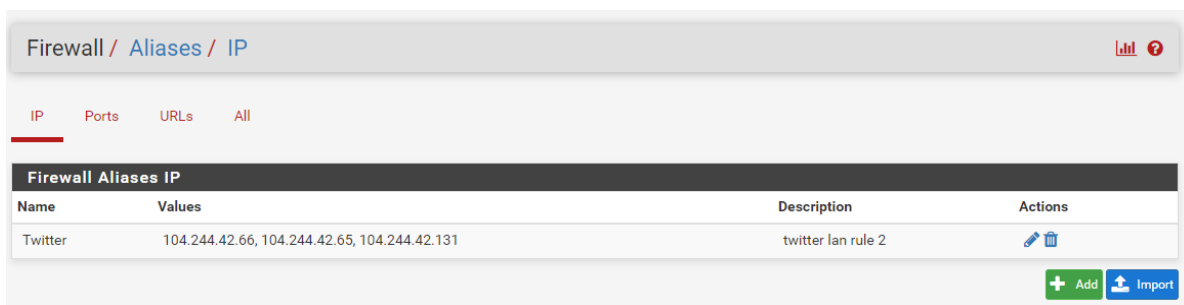 Firewall / Aliases / IP
IP Ports URLs All
Firewall Aliases IP
Name Values Description Actions
Twitter 104.244.42.66, 104.244.42.65, 104.244.42.131 twitter lan rule 2
Add Import